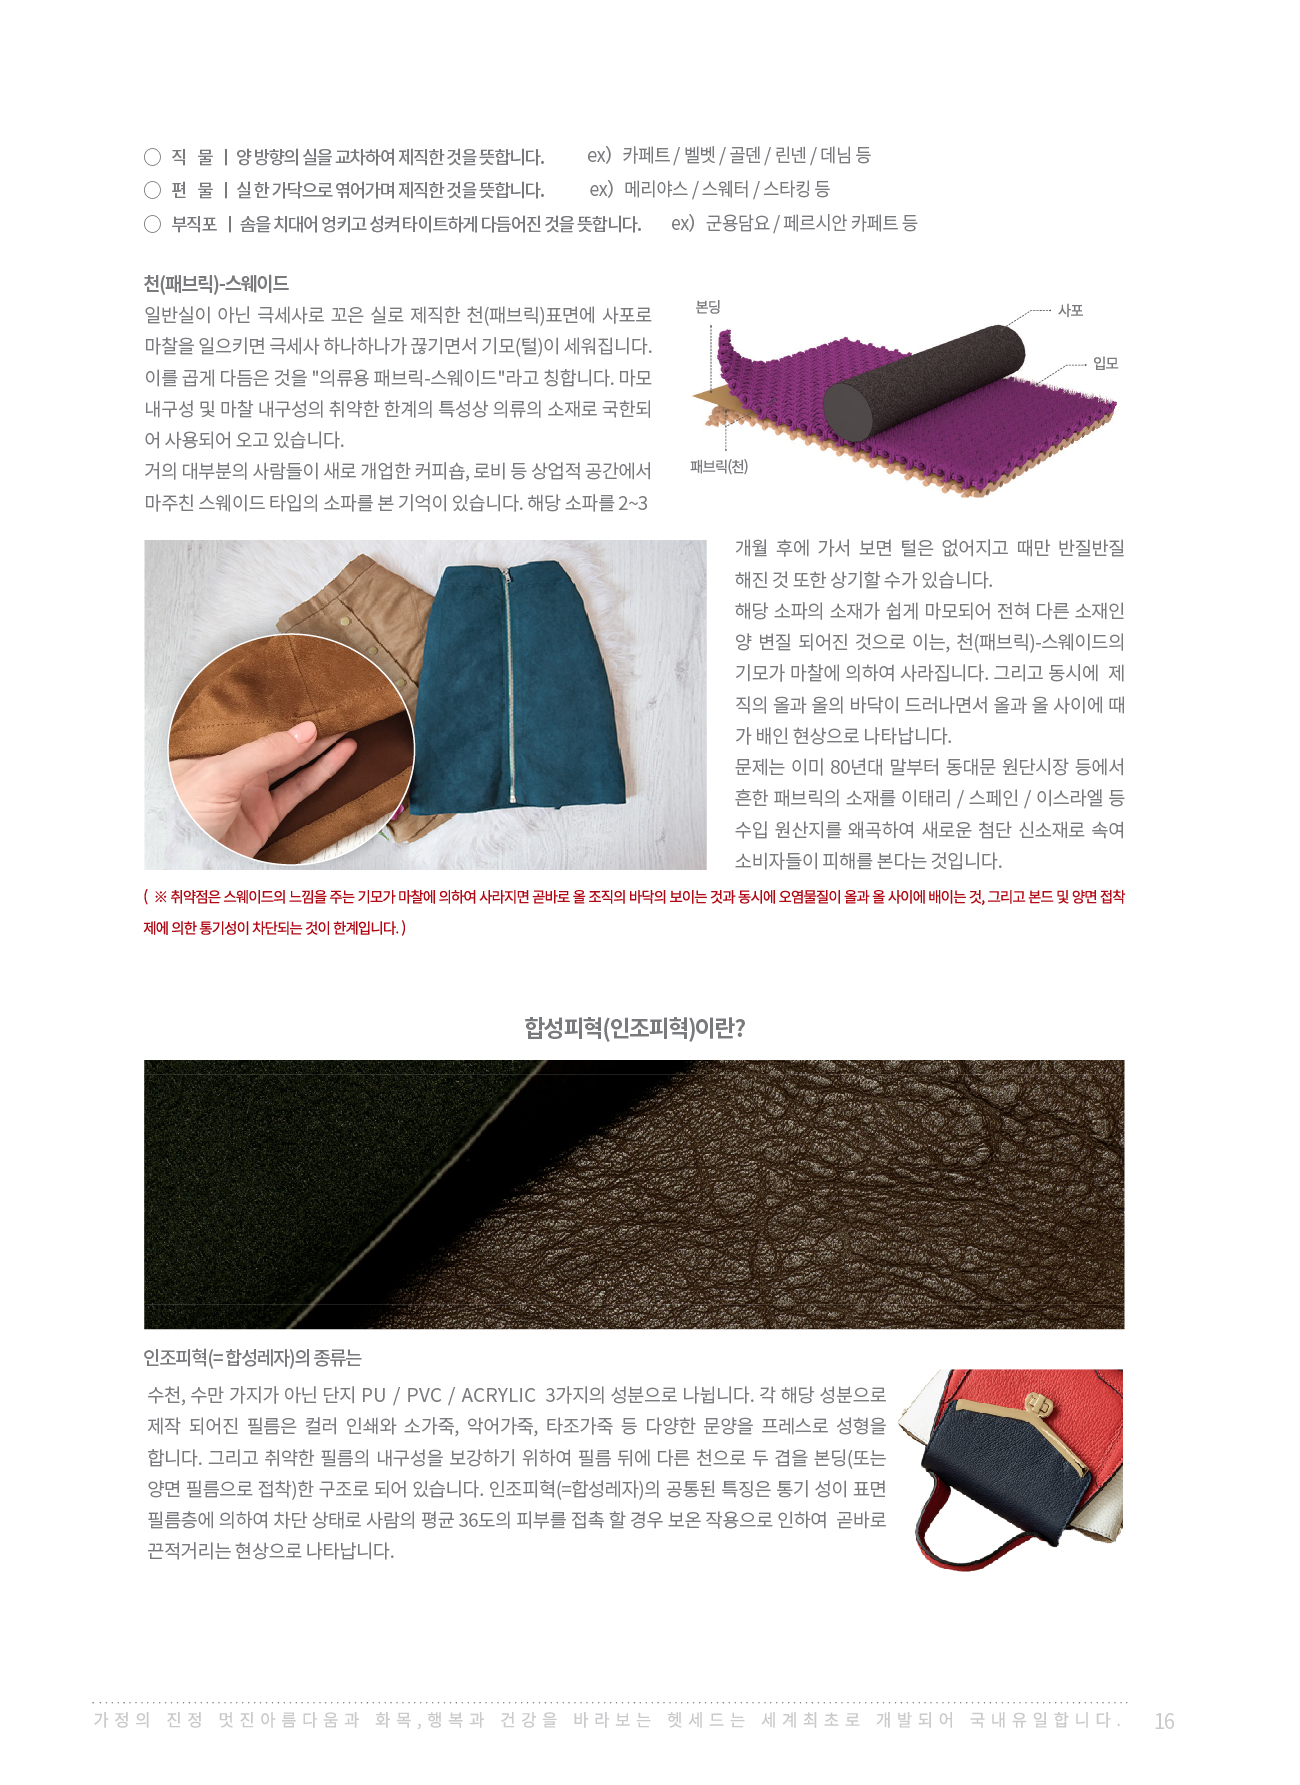 ○ 직 물 | 양 방향의 실을 교차하여 제직한 것을 뜻합니다. ex) 카페트 / 벨벳 / 골덴 / 린넨 / 데님 등
○ 편 물 | 실 한 가닥으로 엮어가며 제직한 것을 뜻합니다. ex) 메리야스 / 스웨터 / 스타킹 등
○ 부직포 | 솜을 치대어 엉키고 성켜 타이트하게 다듬어진 것을 뜻합니다. ex) 군용담요 / 페르시안 카페트 등
천(패브릭)-스웨이드
일반실이 아닌 극세사로 꼬은 실로 제직한 천(패브릭)표면에 사포로
마찰을 일으키면 극세사 하나하나가 끊기면서 기모(털)이 세워집니다.
이를 곱게 다듬은 것을 "의류용 패브릭-스웨이드"라고 칭합니다. 마모
내구성 및 마찰 내구성의 취약한 한계의 특성상 의류의 소재로 국한되
어 사용되어 오고 있습니다.
거의 대부분의 사람들이 새로 개업한 커피숍, 로비 등 상업적 공간에서
마주친 스웨이드 타입의 소파를 본 기억이 있습니다. 해당 소파를 2~3
본딩
사포
입모
패브릭(천)
개월 후에 가서 보면 털은 없어지고 때만 반질반질
해진 것 또한 상기할 수가 있습니다.
해당 소파의 소재가 쉽게 마모되어 전혀 다른 소재인
양 변질 되어진 것으로 이는, 천(패브릭)-스웨이드의
기모가 마찰에 의하여 사라집니다. 그리고 동시에 제
직의 올과 올의 바닥이 드러나면서 올과 올 사이에 때
가 배인 현상으로 나타납니다.
문제는 이미 80년대 말부터 동대문 원단시장 등에서
흔한 패브릭의 소재를 이태리 / 스페인 / 이스라엘 등
수입 원산지를 왜곡하여 새로운 첨단 신소재로 속여
소비자들이 피해를 본다는 것입니다.
( ※ 취약점은 스웨이드의 느낌을 주는 기모가 마찰에 의하여 사라지면 곧바로 올 조직의 바닥의 보이는 것과 동시에 오염물질이 올과 올 사이에 배이는 것, 그리고 본드 및 양면 접착
제에 의한 통기성이 차단되는 것이 한계입니다. )
합성피혁(인조피혁)이란?
인조피혁(=합성레자)의 종류는
수천, 수만 가지가 아닌 단지 PU / PVC / ACRYLIC 3가지의 성분으로 나뉩니다. 각 해당 성분으로
제작 되어진 필름은 컬러 인쇄와 소가죽, 악어가죽, 타조가죽 등 다양한 문양을 프레스로 성형을
합니다. 그리고 취약한 필름의 내구성을 보강하기 위하여 필름 뒤에 다른 천으로 두 겹을 본딩(또는
양면 필름으로 접착)한 구조로 되어 있습니다. 인조피혁(=합성레자)의 공통된 특징은 통기 성이 표면
필름층에 의하여 차단 상태로 사람의 평균 36도의 피부를 접촉 할 경우 보온 작용으로 인하여 곧바로
끈적거리는 현상으로 나타납니다.
가정의 진정 멋진아름다움과 화목,행복과 건강을 바라보는 헷세드는 세계최초로 개발되어 국내유일합니다. 16